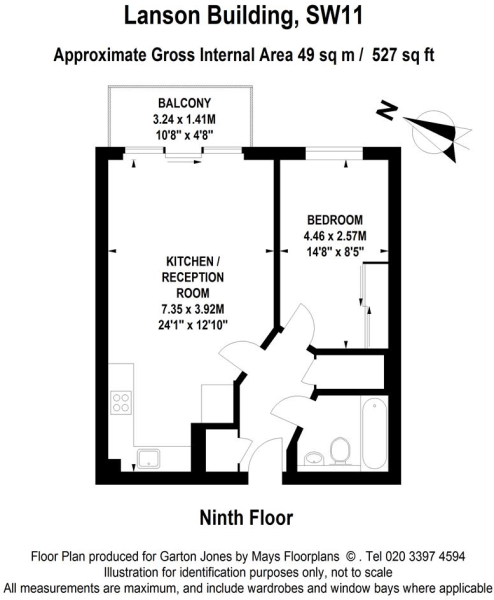 Lanson Building, SW11
Approximate Gross Internal Area 49 sq m / 527 sq ft
BALCONY
3.24 x 1.41M
10'8" x 4'8"
N
BEDROOM
4.46 x 2.57M
14'8" x 8'5"
KITCHEN /
RECEPTION
ROOM
7.35 x 3.92M
24'1" x 12'10"
Ninth Floor
Floor Plan produced for Garton Jones by Mays Floorplans © . Tel 020 3397 4594
Illustration for identification purposes only, not to scale
All measurements are maximum, and include wardrobes and window bays where applicable